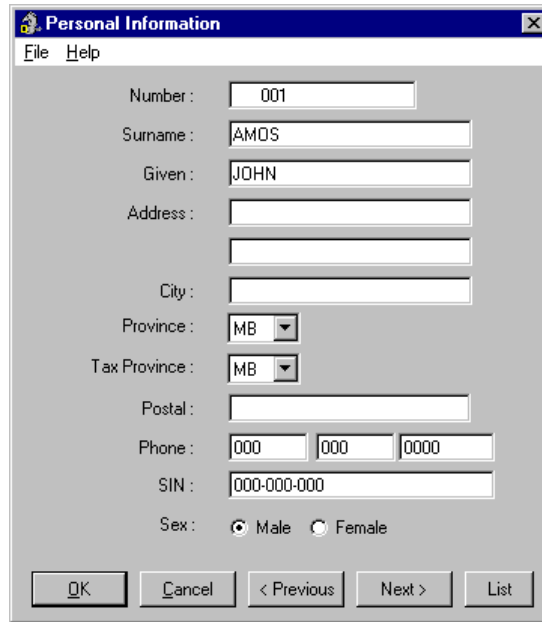 Personal Information
File Help
Number : 001
Surname : AMOS
Given : JOHN
Address :
City :
Province : MB
Tax Province : MB
Postal :
Phone : 000 000 0000
SIN : 000-000-000
Sex : Male Female
OK Cancel < Previous Next > List